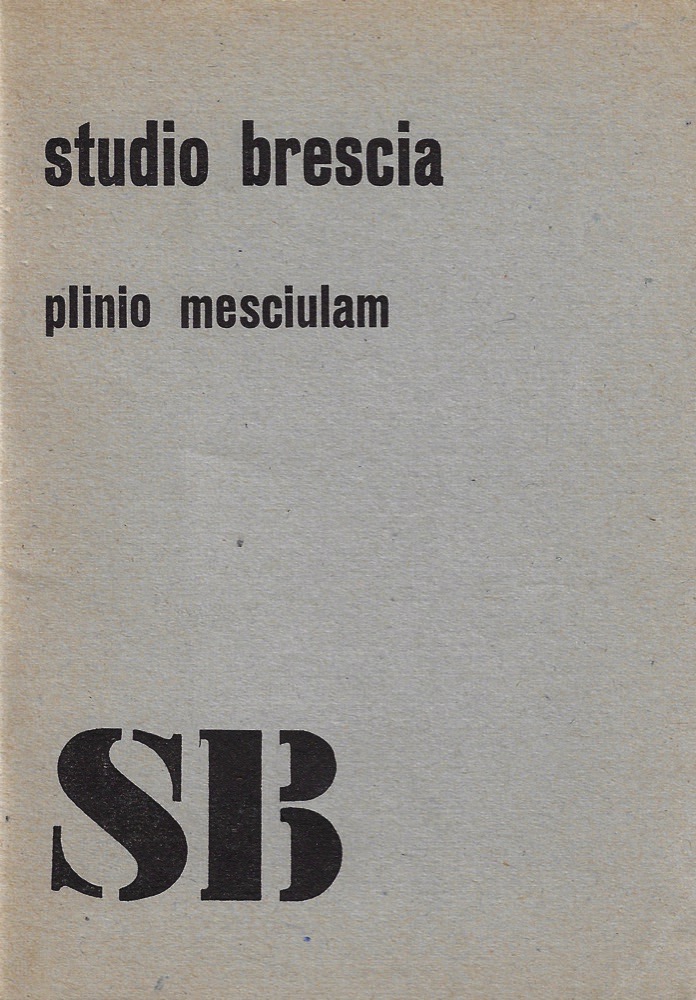 studio brescia
plinio mesciulam
SB